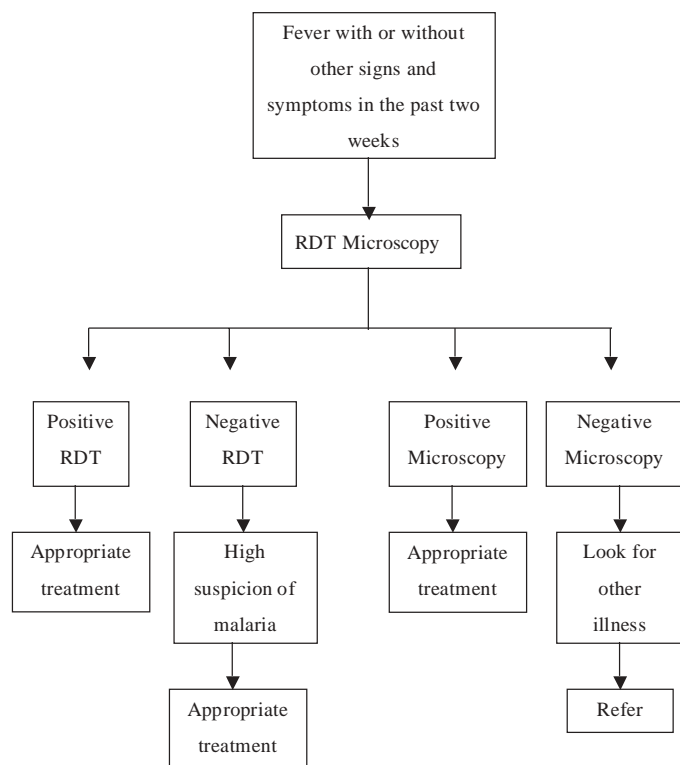 Fever with or without
other signs and
symptoms in the past two
weeks
RDT Microscopy
Positive
RDT
Negative
RDT
Positive
Microscopy
Negative
Microscopy
Appropriate
treatment
High
suspicion of
malaria
Appropriate
treatment
Look for
other
illness
Appropriate
treatment
Refer